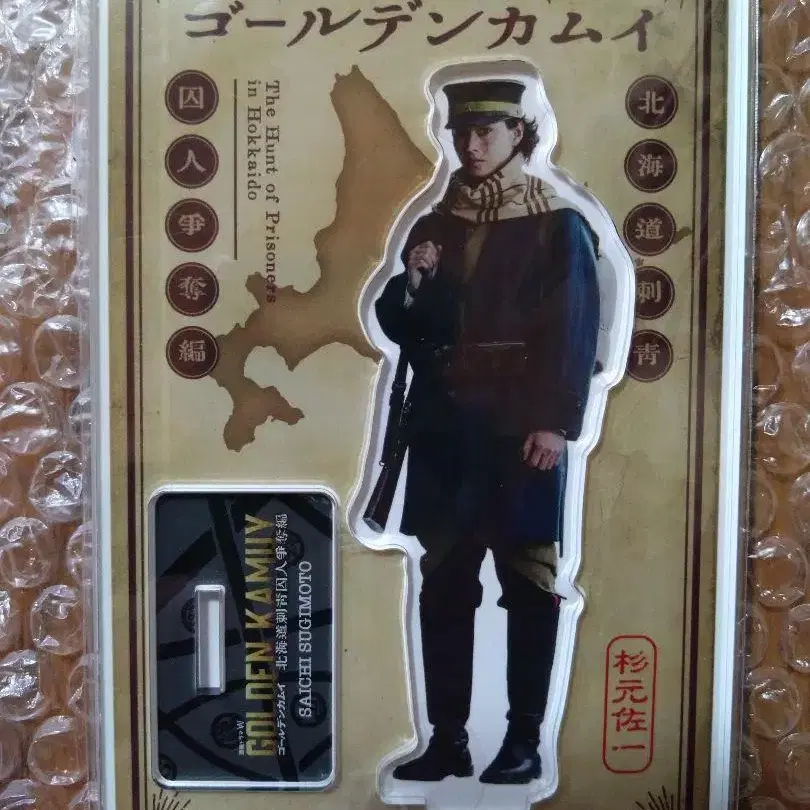 ゴールデンカムイ
北海道刺青
囚人争奪編
The Hunt of Prisoners
in Hokkaido
GOLDEN KAMUY
ゴールデンカムイ 北海道刺青囚人争奪編
SAICHI SUGIMOTO
杉元佐一